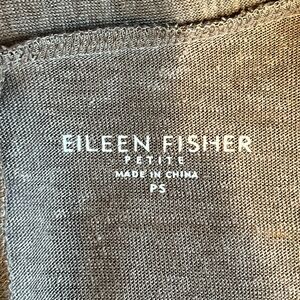 EILEEN FISHER
PETITE
MADE IN CHINA
PS